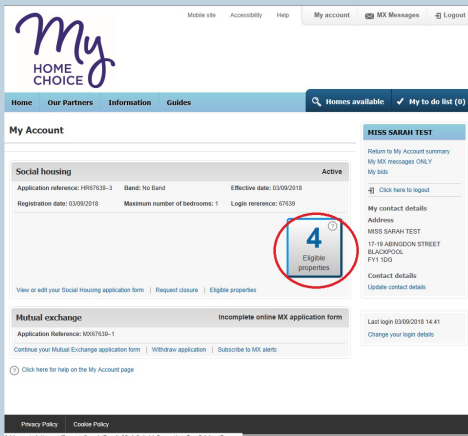 Mobile site Accessibility Help My account MX Messages Logout
My
HOME
CHOICE
Home Our Partners Information Guides Homes available My to do list (0)
My Account
MISS SARAH TEST
Return to My Account summary
My MX messages ONLY
My bids
Click here to logout
My contact details
Address
MISS SARAH TEST
17-19 ABINGDON STREET
BLACKPOOL
FY1 1DG
Contact details
Update contact details
Last login 03/09/2018 14:41
Change your login details
Social housing Active
Application reference: HR67639-3 Band: No Band Effective date: 03/09/2018
Registration date: 03/09/2018 Maximum number of bedrooms: 1 Login rererence: 67639
4 ?
Eligible
properties
View or edit your Social Housing application form | Request closure | Eligible properties
Mutual exchange Incomplete online MX application form
Application Reference: MX67639-1
Continue your Mutual Exchange application form | Withdraw application | Subscribe to MX alerts
? Click here for help on the My Account page
Privacy Policy Cookie Policy